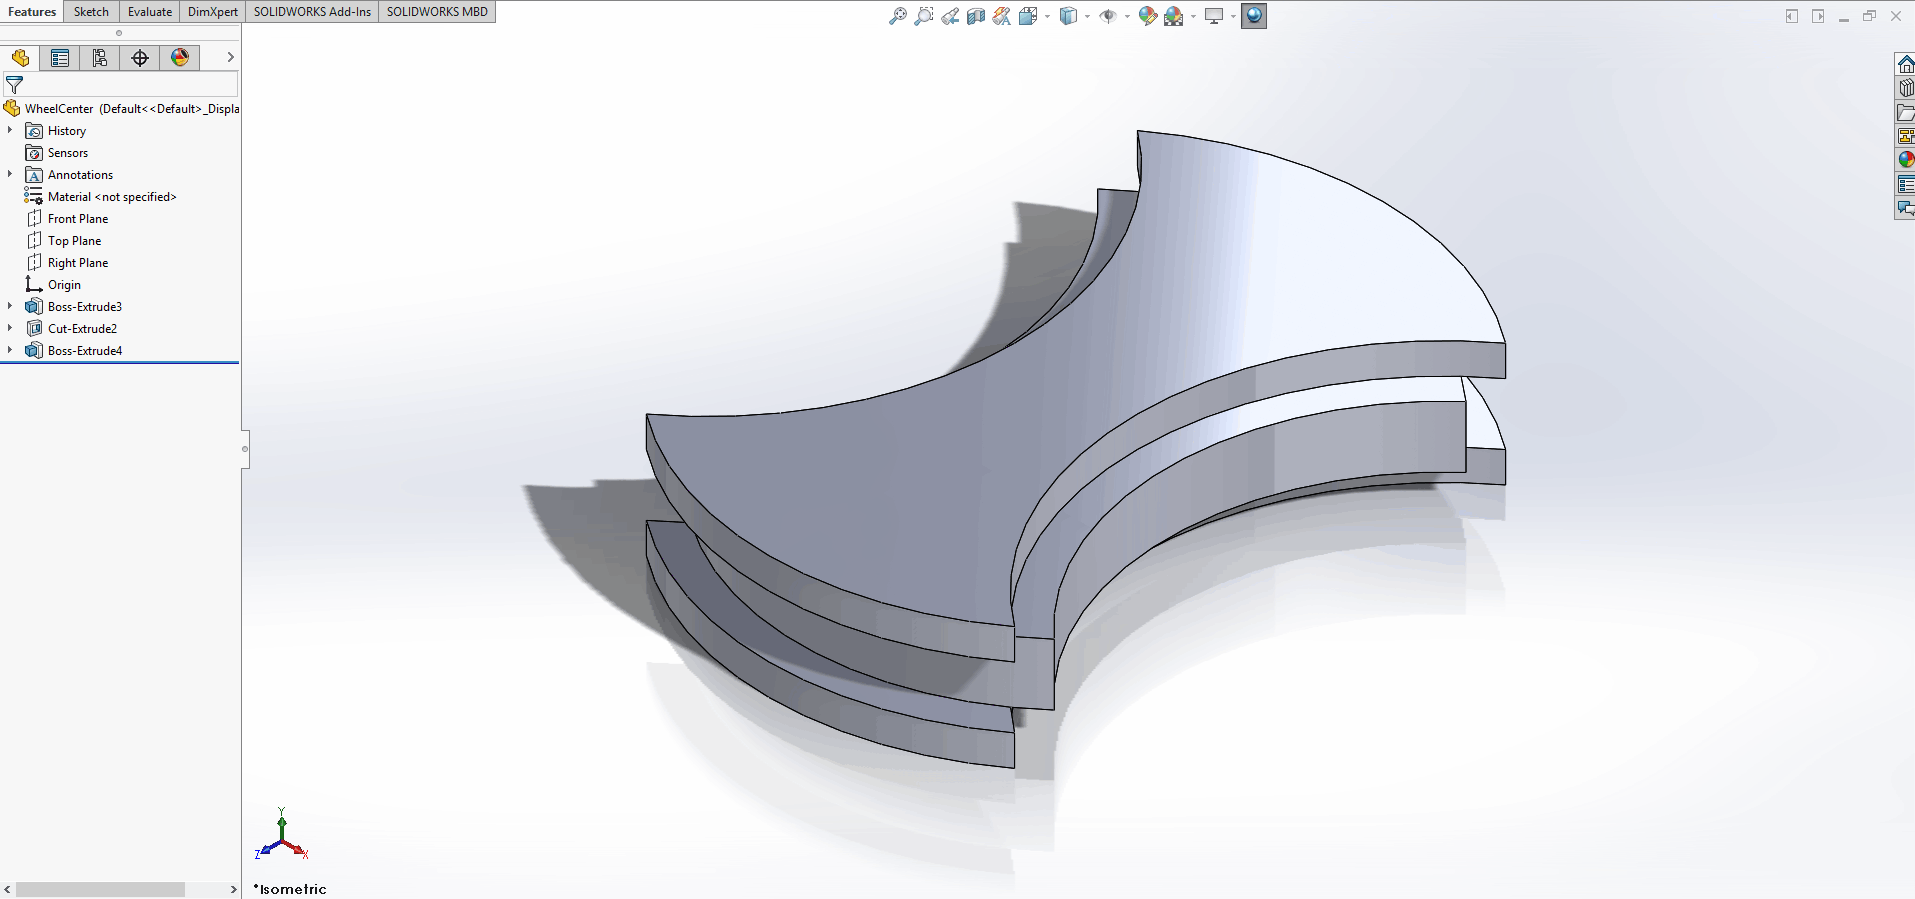 Features Sketch Evaluate DimXpert SOLIDWORKS Add-Ins SOLIDWORKS MBD
WheelCenter (Default<<Default>_Displa
History
Sensors
A Annotations
Material <not specified>
Front Plane
Top Plane
Right Plane
Origin
Boss-Extrude3
Cut-Extrude2
Boss-Extrude4
Y
Z X
*Isometric